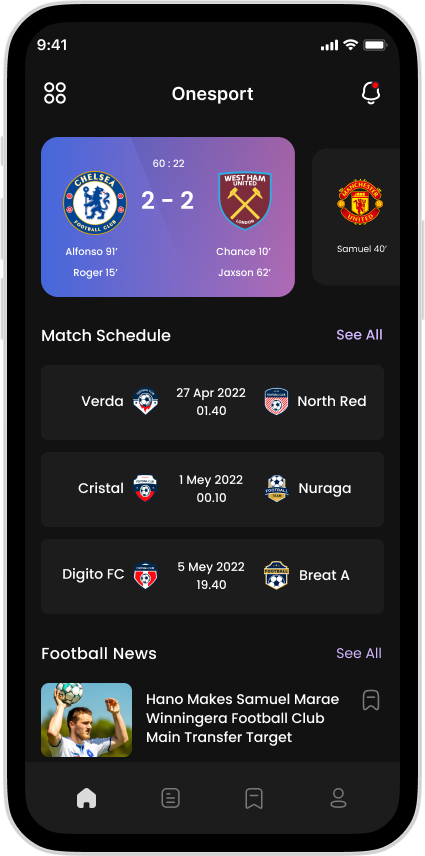 9:41
Onesport
60 : 22
CHELSEA
FOOTBALL CLUB
2 - 2
WEST HAM
UNITED
LONDON
Alfonso 91’
Roger 15’
Chance 10’
Jaxson 62’
MANCHESTER
UNITED
Samuel 40’
Match Schedule
See All
Verda
27 Apr 2022
01.40
North Red
Cristal
1 Mey 2022
00.10
Nuraga
FOOTBALL
Digito FC
5 Mey 2022
19.40
Breat A
FOOTBALL
Football News
See All
Hano Makes Samuel Marae
Winningera Football Club
Main Transfer Target